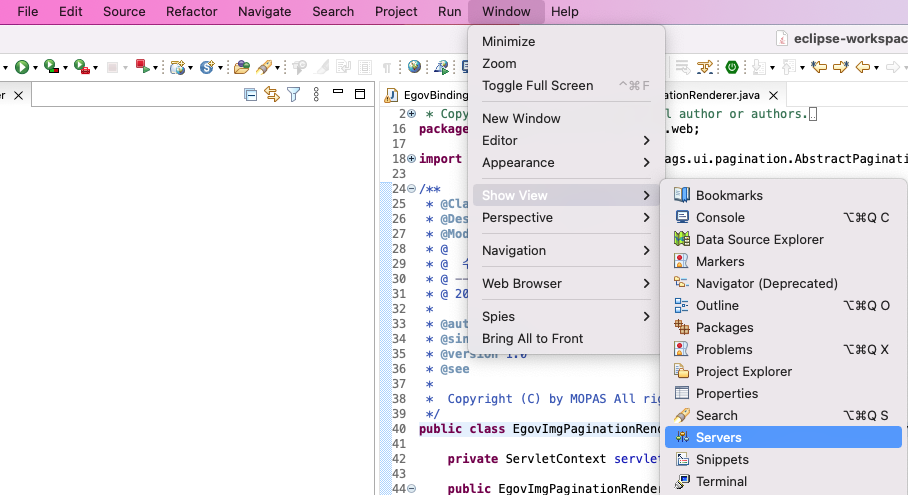 File Edit Source Refactor Navigate Search Project Run Window Help
eclipse-workspac
Minimize
Zoom
Toggle Full Screen ^⌘F
New Window
Editor
Appearance
Show View
Perspective
Navigation
Web Browser
Spies
Bring All to Front
Bookmarks
Console ⌥⌘Q C
Data Source Explorer
Markers
Navigator (Deprecated)
Outline ⌥⌘Q O
Packages
Problems ⌥⌘Q X
Project Explorer
Properties
Search ⌥⌘Q S
Servers
Snippets
Terminal
er
EgovBinding
ationRenderer.java
2 * Copy l author or authors.
16 package .web;
17
18 import ags.ui.pagination.AbstractPaginati
23
24 /**
25 * @Cla
26 * @Des
27 * @Mod
28 * @
29 * @ 수
30 * @ --
31 * @ 20
32 *
33 * @aut
34 * @sin
35 * @version 1.0
36 * @see
37 *
38 * Copyright (C) by MOPAS All rig
39 */
40 public class EgovImgPaginationRend
41
42 private ServletContext servlet
43
44 public EgovImgPaginationRende